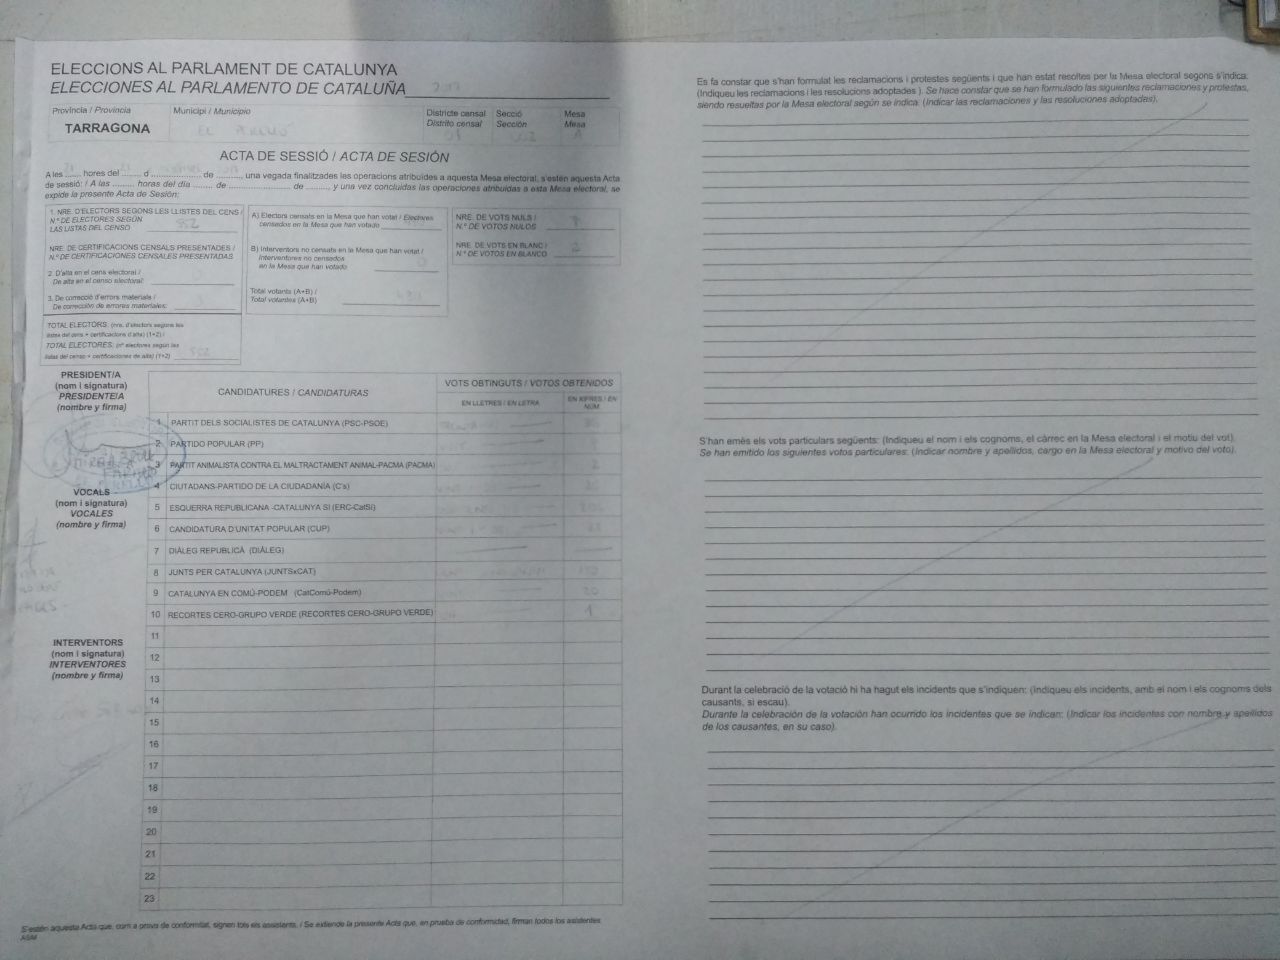 ELECCIONS AL PARLAMENT DE CATALUNYA
ELECCIONES AL PARLAMENTO DE CATALUÑA 2017
Província / Provincia
TARRAGONA
Municipi / Municipio
EL
Districte censal
Distrito censal
01
Secció
Sección
Mesa
Mesa
A
ACTA DE SESSIÓ / ACTA DE SESIÓN
A les ...... hores del ...... d ...................... de .........., una vegada finalitzades les operacions atribuïdes a aquesta Mesa electoral, s'estén aquesta Acta
de sessió: / A las ......... horas del día ........ de ......................... de ........, y una vez concluidas las operaciones atribuidas a esta Mesa electoral, se
expide la presente Acta de Sesión:
1. NRE. D'ELECTORS SEGONS LES LLISTES DEL CENS /
N.º DE ELECTORES SEGÚN
LAS LISTAS DEL CENSO 852
NRE. DE CERTIFICACIONS CENSALS PRESENTADES /
N.º DE CERTIFICACIONES CENSALES PRESENTADAS
2. D'alta en el cens electoral /
De alta en el censo electoral:
3. De correcció d'errors materials /
De corrección de errores materiales:
TOTAL ELECTORS: (nre. d'electors segons les
llistes del cens + certificacions d'alta) (1+2) /
TOTAL ELECTORES: (nº electores según las
listas del censo + certificaciones de alta) (1+2) 852
A) Electors censats en la Mesa que han votat / Electores
censados en la Mesa que han votado
B) Interventors no censats en la Mesa que han votat /
Interventores no censados
en la Mesa que han votado 0
Total votants (A+B) /
Total votantes (A+B)
NRE. DE VOTS NULS /
N.º DE VOTOS NULOS
NRE. DE VOTS EN BLANC /
N.º DE VOTOS EN BLANCO 2
PRESIDENT/A
(nom i signatura)
PRESIDENTE/A
(nombre y firma)
VOCALS
(nom i signatura)
VOCALES
(nombre y firma)
INTERVENTORS
(nom i signatura)
INTERVENTORES
(nombre y firma)
CANDIDATURES / CANDIDATURAS
VOTS OBTINGUTS / VOTOS OBTENIDOS
EN LLETRES / EN LETRA
EN XIFRES / EN NÚM
1 PARTIT DELS SOCIALISTES DE CATALUNYA (PSC-PSOE)
2 PARTIDO POPULAR (PP)
3 PARTIT ANIMALISTA CONTRA EL MALTRACTAMENT ANIMAL-PACMA (PACMA) 2
4 CIUTADANS-PARTIDO DE LA CIUDADANÍA (C's)
5 ESQUERRA REPUBLICANA -CATALUNYA SÍ (ERC-CatSí)
6 CANDIDATURA D'UNITAT POPULAR (CUP)
7 DIÀLEG REPUBLICÀ (DIÀLEG)
8 JUNTS PER CATALUNYA (JUNTSxCAT)
9 CATALUNYA EN COMÚ-PODEM (CatComú-Podem) 20
10 RECORTES CERO-GRUPO VERDE (RECORTES CERO-GRUPO VERDE) 1
11
12
13
14
15
16
17
18
19
20
21
22
23
S'estén aquesta Acta que, com a prova de conformitat, signen tots els assistents. / Se extiende la presente Acta que, en prueba de conformidad, firman todos los asistentes
ASM
Es fa constar que s'han formulat les reclamacions i protestes següents i que han estat resoltes per la Mesa electoral segons s'indica.
(Indiqueu les reclamacions i les resolucions adoptades ). Se hace constar que se han formulado las siguientes reclamaciones y protestas,
siendo resueltas por la Mesa electoral según se indica. (Indicar las reclamaciones y las resoluciones adoptadas).
S'han emès els vots particulars següents: (Indiqueu el nom i els cognoms, el càrrec en la Mesa electoral i el motiu del vot).
Se han emitido los siguientes votos particulares: (Indicar nombre y apellidos, cargo en la Mesa electoral y motivo del voto).
Durant la celebració de la votació hi ha hagut els incidents que s'indiquen: (Indiqueu els incidents, amb el nom i els cognoms dels
causants, si escau).
Durante la celebración de la votación han ocurrido los incidentes que se indican: (Indicar los incidentes con nombre y apellidos
de los causantes, en su caso).